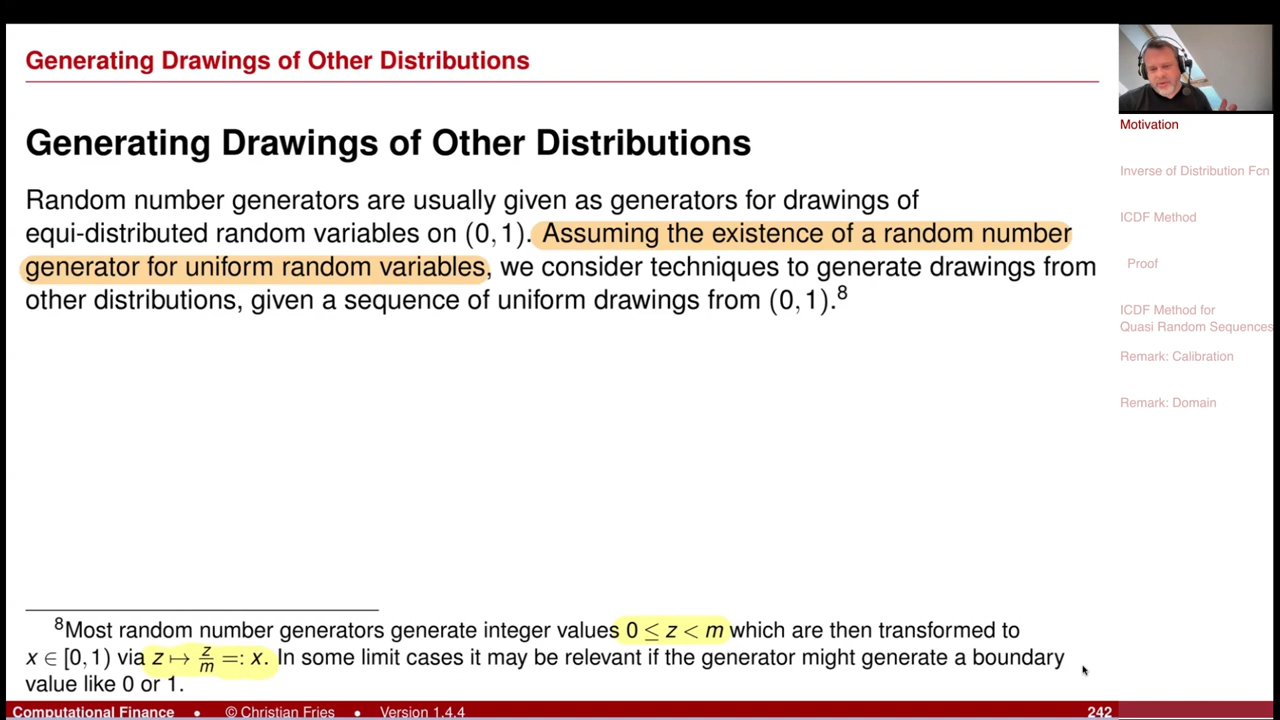 Generating Drawings of Other Distributions
Generating Drawings of Other Distributions
Random number generators are usually given as generators for drawings of
equi-distributed random variables on (0, 1). Assuming the existence of a random number
generator for uniform random variables, we consider techniques to generate drawings from
other distributions, given a sequence of uniform drawings from (0, 1).⁸
⁸Most random number generators generate integer values 0 ≤ z < m which are then transformed to
x ∈ [0, 1) via z ↦ z/m =: x. In some limit cases it may be relevant if the generator might generate a boundary
value like 0 or 1.
Computational Finance • © Christian Fries • Version 1.4.4 242
Motivation
Inverse of Distribution Fcn
ICDF Method
Proof
ICDF Method for
Quasi Random Sequences
Remark: Calibration
Remark: Domain